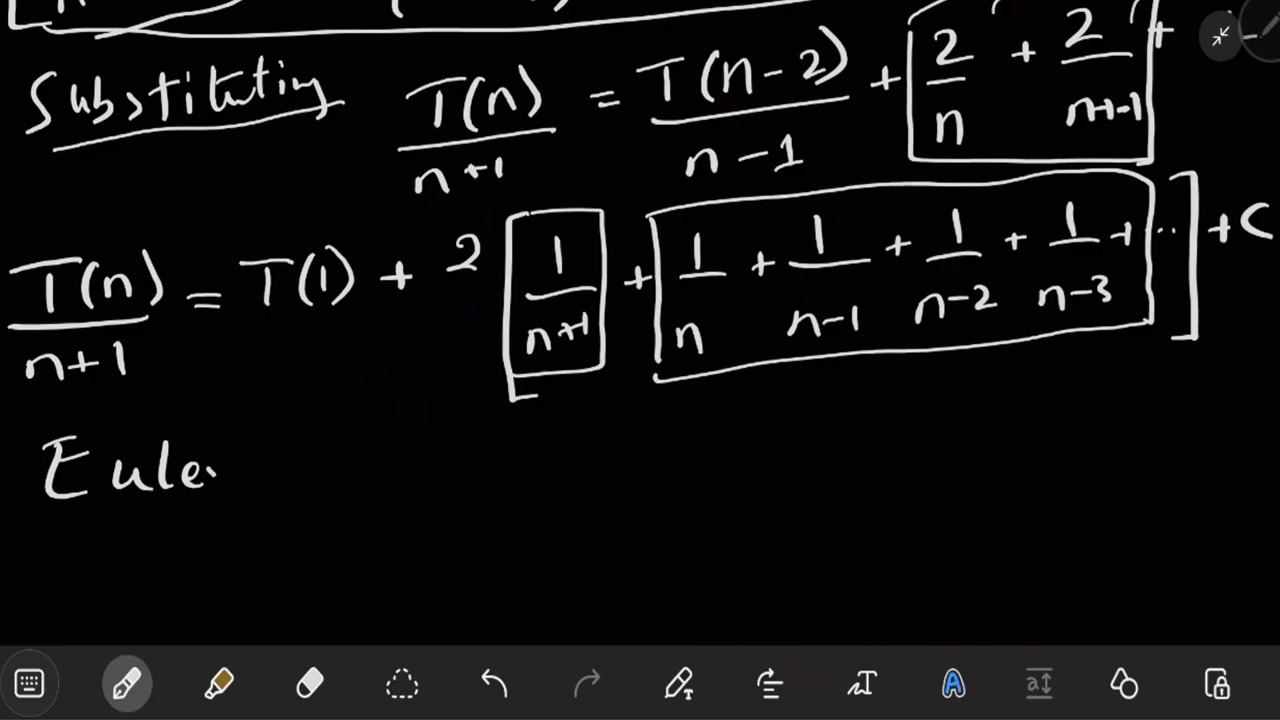 Substituting T(n)/n+1 = T(n-2)/n-1 + [2/n + 2/n+1] +
T(n)/n+1 = T(1) + 2 [1/n+1 + 1/n + 1/n-1 + 1/n-2 + 1/n-3 + ..] + C
Euler